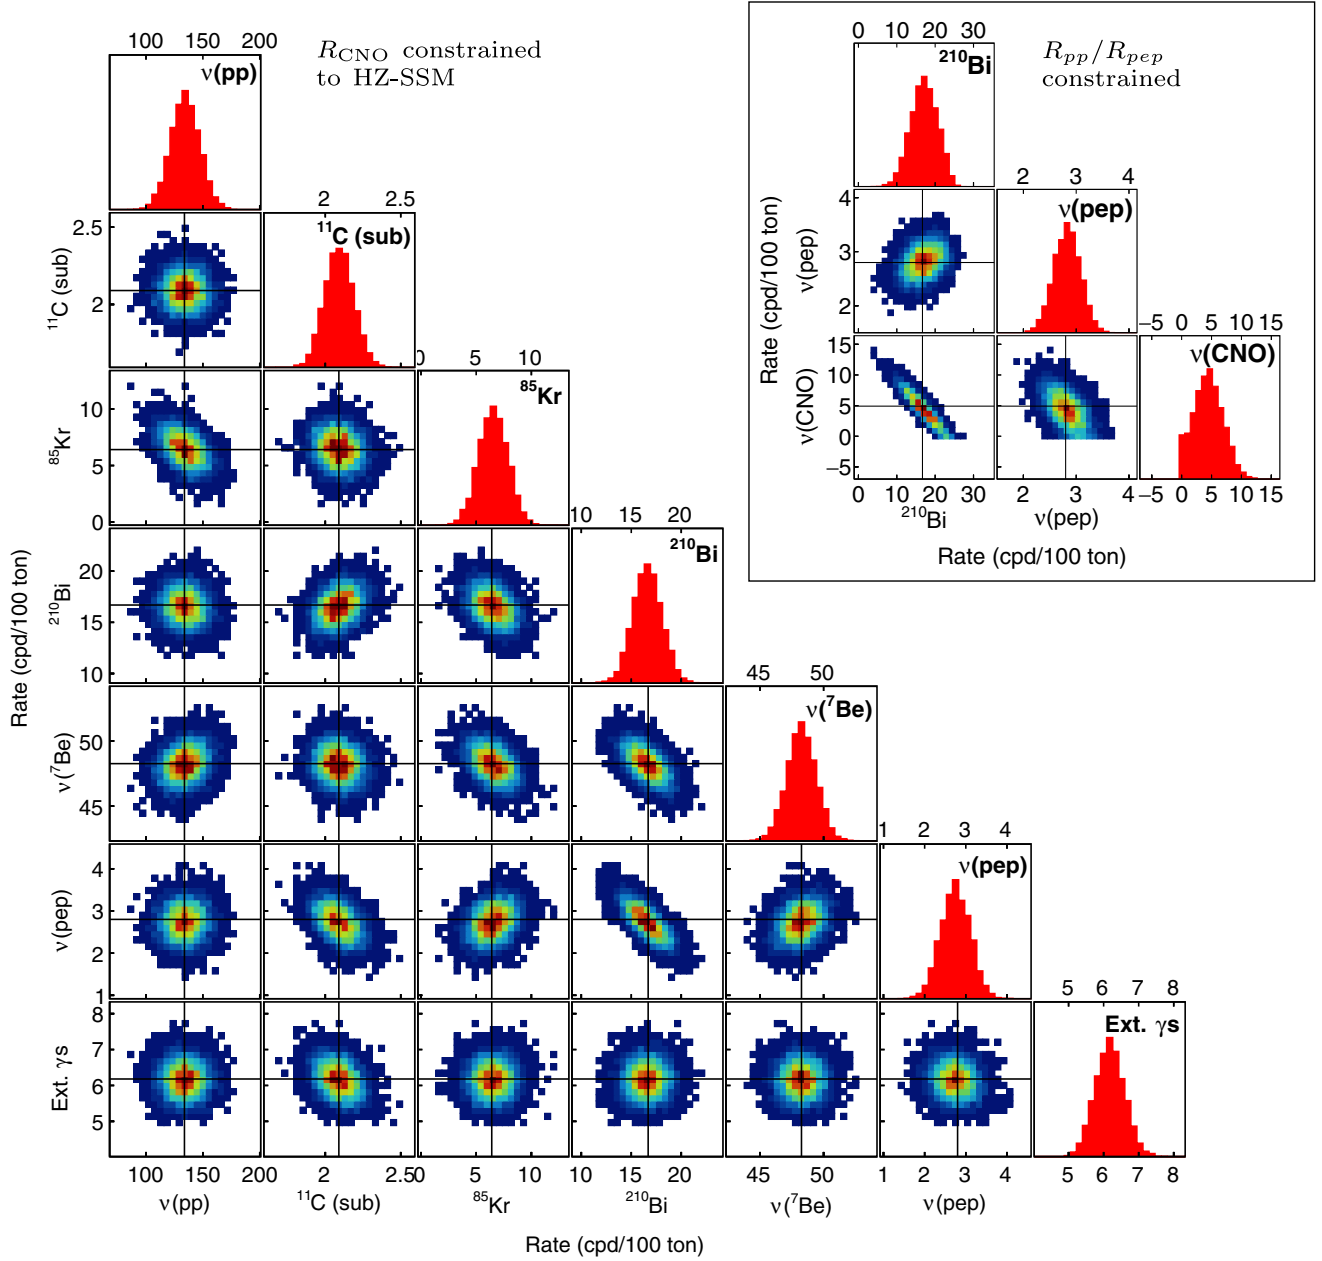 100 150 200
ν(pp)
R_CNO constrained
to HZ-SSM
0 10 20 30
²¹⁰Bi
R_pp/R_pep
constrained
Rate (cpd/100 ton)
2 3 4
4
3
2
ν(pep)
ν(pep)
−5 0 5 10 15
15
10
5
0
−5
ν(CNO)
ν(CNO)
0 10 20 30
2 3 4
−5 0 5 10 15
²¹⁰Bi
ν(pep)
Rate (cpd/100 ton)
2 2.5
2.5
2
¹¹C (sub)
¹¹C (sub)
0 5 10
10
5
0
⁸⁵Kr
⁸⁵Kr
10 15 20
20
15
10
²¹⁰Bi
²¹⁰Bi
Rate (cpd/100 ton)
45 50
50
45
ν(⁷Be)
ν(⁷Be)
1 2 3 4
4
3
2
1
ν(pep)
ν(pep)
5 6 7 8
8
7
6
5
Ext. γs
Ext. γs
100 150 200
2 2.5
0 5 10
10 15 20
45 50
1 2 3 4
5 6 7 8
ν(pp)
¹¹C (sub)
⁸⁵Kr
²¹⁰Bi
ν(⁷Be)
ν(pep)
Rate (cpd/100 ton)